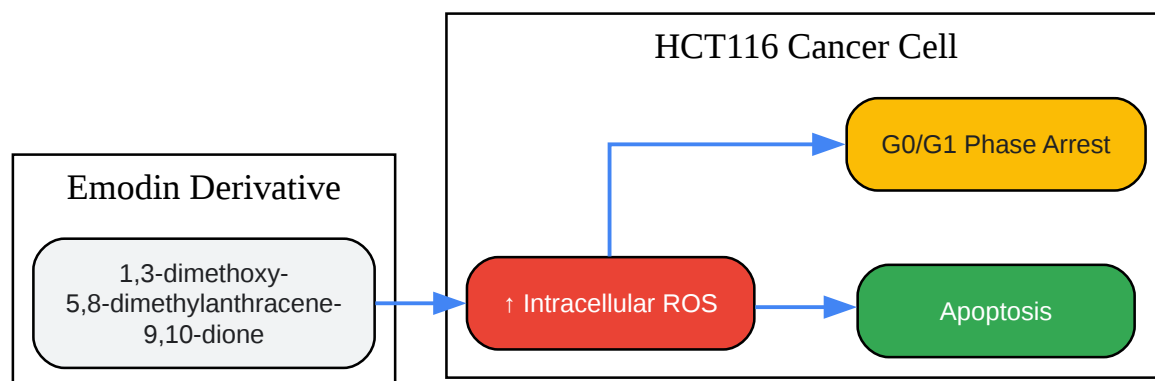 HCT116 Cancer Cell
G0/G1 Phase Arrest
Emodin Derivative
1,3-dimethoxy-
5,8-dimethylanthracene-
9,10-dione
↑ Intracellular ROS
Apoptosis